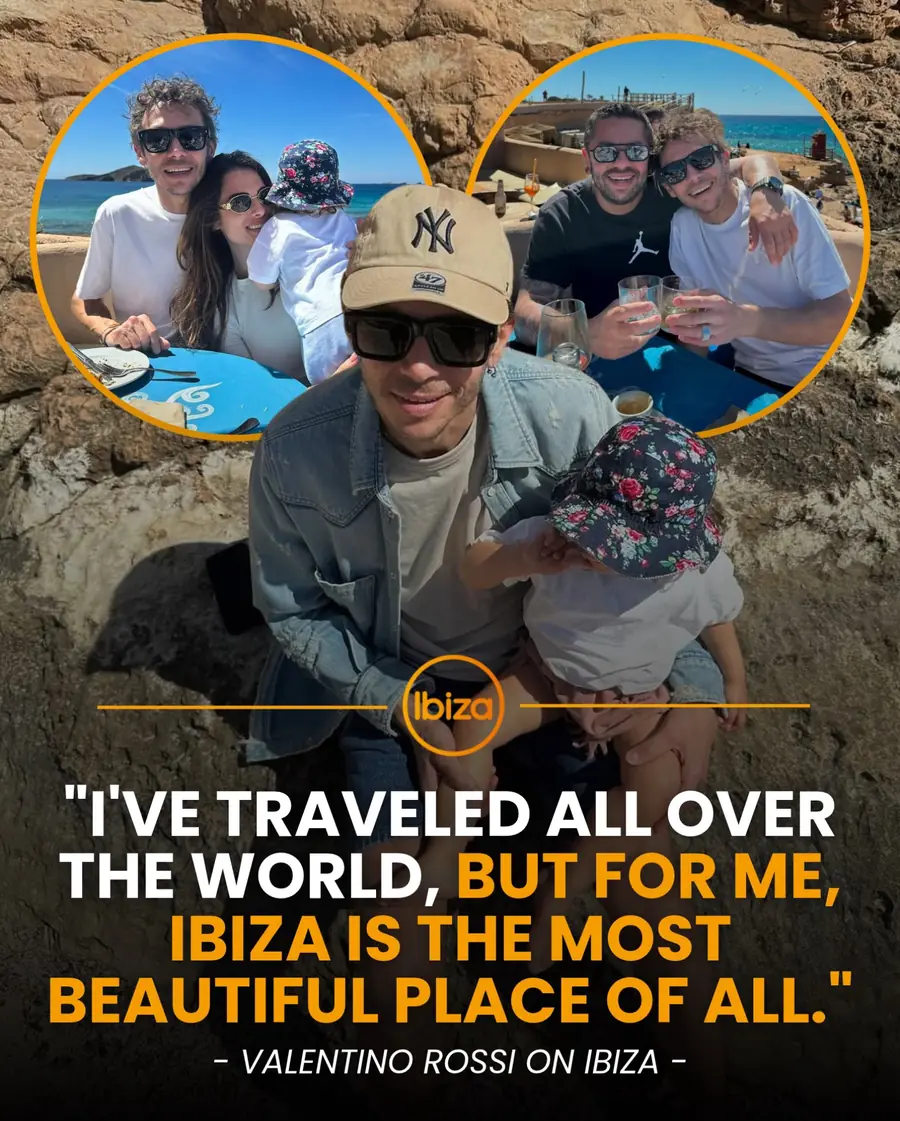 NY
'47
Ibiza
"I'VE TRAVELED ALL OVER
THE WORLD, BUT FOR ME,
IBIZA IS THE MOST
BEAUTIFUL PLACE OF ALL."
- VALENTINO ROSSI ON IBIZA -